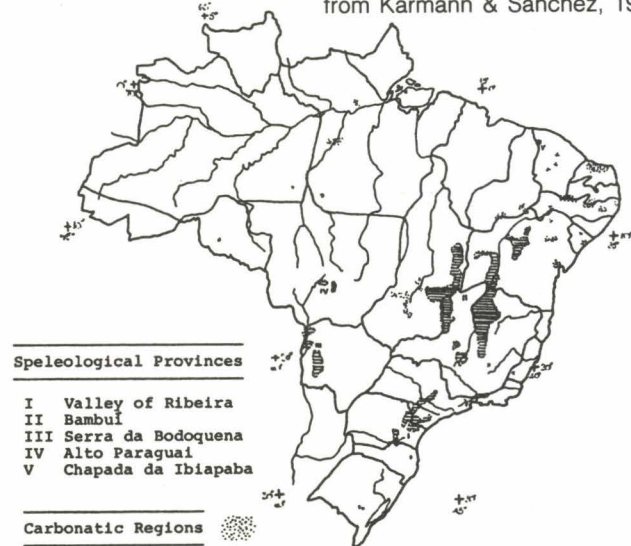 from Karmann & Sanchez, 19
Speleological Provinces
I Valley of Ribeira
II Bambuí
III Serra da Bodoquena
IV Alto Paraguai
V Chapada da Ibiapaba
Carbonatic Regions